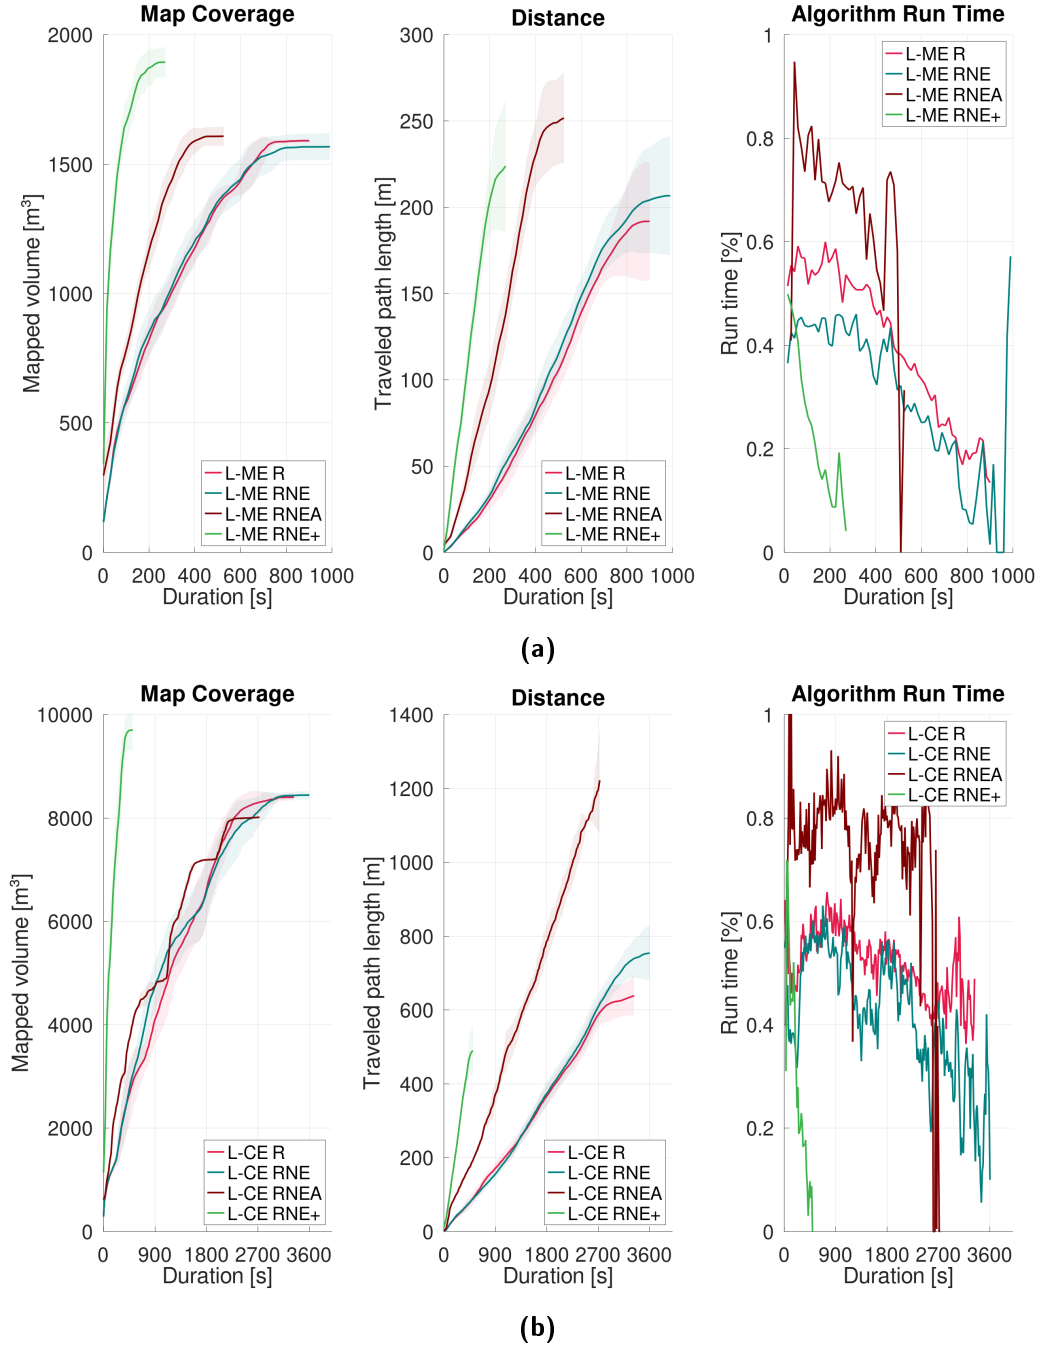 Map Coverage
2000
1500
1000
500
0
0 200 400 600 800 1000
Duration [s]
Mapped volume [m³]
L-ME R
L-ME RNE
L-ME RNEA
L-ME RNE+
Distance
300
250
200
150
100
50
0
0 200 400 600 800 1000
Duration [s]
Traveled path length [m]
L-ME R
L-ME RNE
L-ME RNEA
L-ME RNE+
Algorithm Run Time
1
0.8
0.6
0.4
0.2
0
0 200 400 600 800 1000
Duration [s]
Run time [%]
L-ME R
L-ME RNE
L-ME RNEA
L-ME RNE+
(a)
Map Coverage
10000
8000
6000
4000
2000
0
0 900 1800 2700 3600
Duration [s]
Mapped volume [m³]
L-CE R
L-CE RNE
L-CE RNEA
L-CE RNE+
Distance
1400
1200
1000
800
600
400
200
0
0 900 1800 2700 3600
Duration [s]
Traveled path length [m]
L-CE R
L-CE RNE
L-CE RNEA
L-CE RNE+
Algorithm Run Time
1
0.8
0.6
0.4
0.2
0
0 900 1800 2700 3600
Duration [s]
Run time [%]
L-CE R
L-CE RNE
L-CE RNEA
L-CE RNE+
(b)